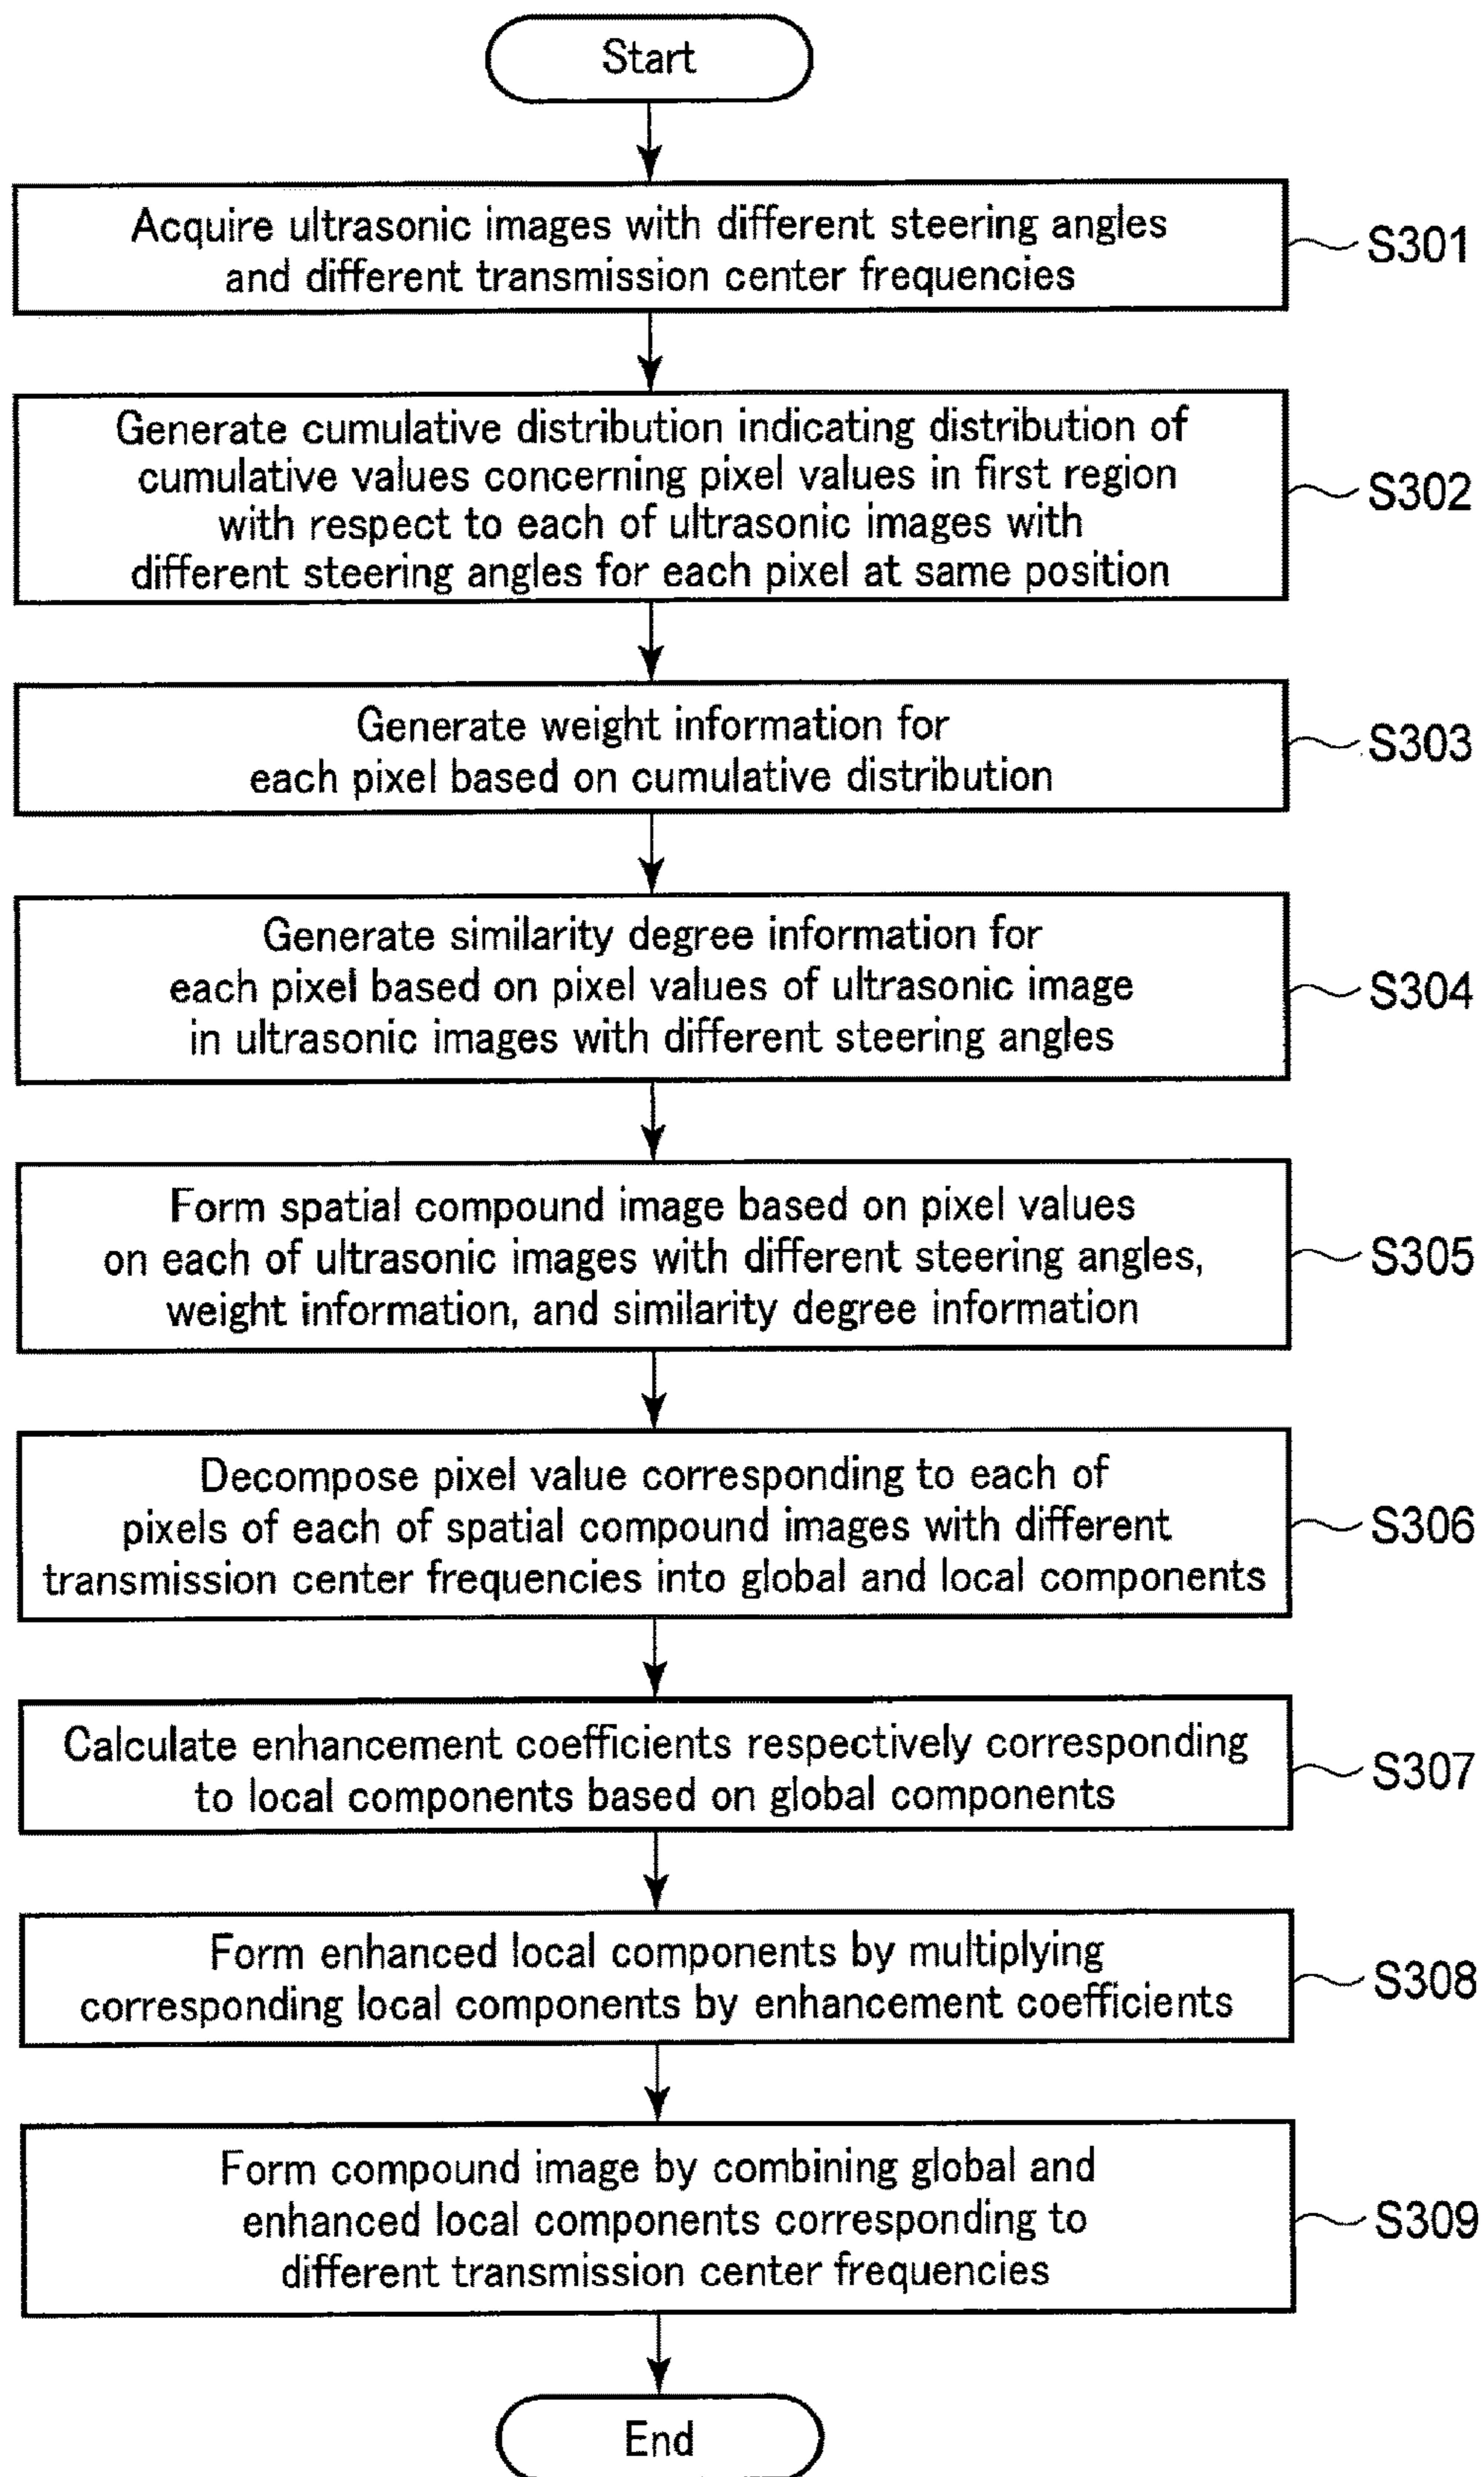 Start
Acquire ultrasonic images with different steering angles
and different transmission center frequencies
S301
Generate cumulative distribution indicating distribution of
cumulative values concerning pixel values in first region
with respect to each of ultrasonic images with
different steering angles for each pixel at same position
S302
Generate weight information for
each pixel based on cumulative distribution
S303
Generate similarity degree information for
each pixel based on pixel values of ultrasonic image
in ultrasonic images with different steering angles
S304
Form spatial compound image based on pixel values
on each of ultrasonic images with different steering angles,
weight information, and similarity degree information
S305
Decompose pixel value corresponding to each of
pixels of each of spatial compound images with different
transmission center frequencies into global and local components
S306
Calculate enhancement coefficients respectively corresponding
to local components based on global components
S307
Form enhanced local components by multiplying
corresponding local components by enhancement coefficients
S308
Form compound image by combining global and
enhanced local components corresponding to
different transmission center frequencies
S309
End